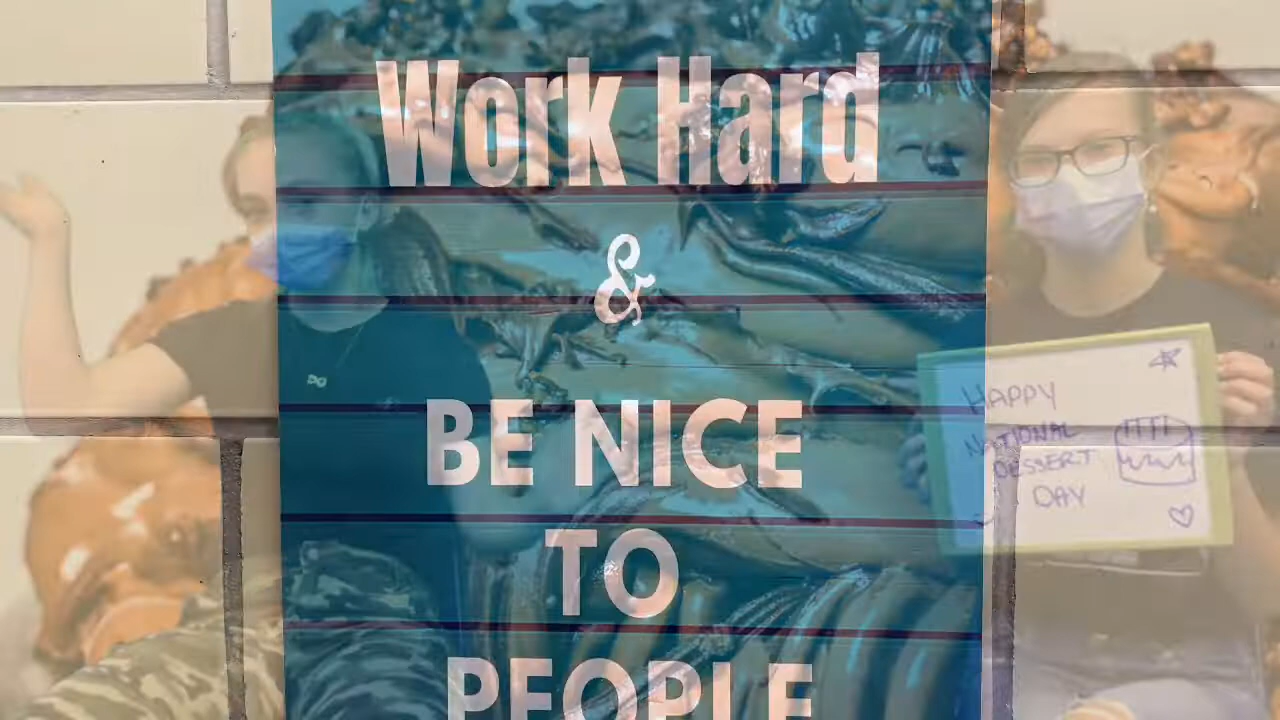 Work Hard
&
BE NICE
TO
PEOPLE
HAPPY
NATIONAL
DESSERT
DAY